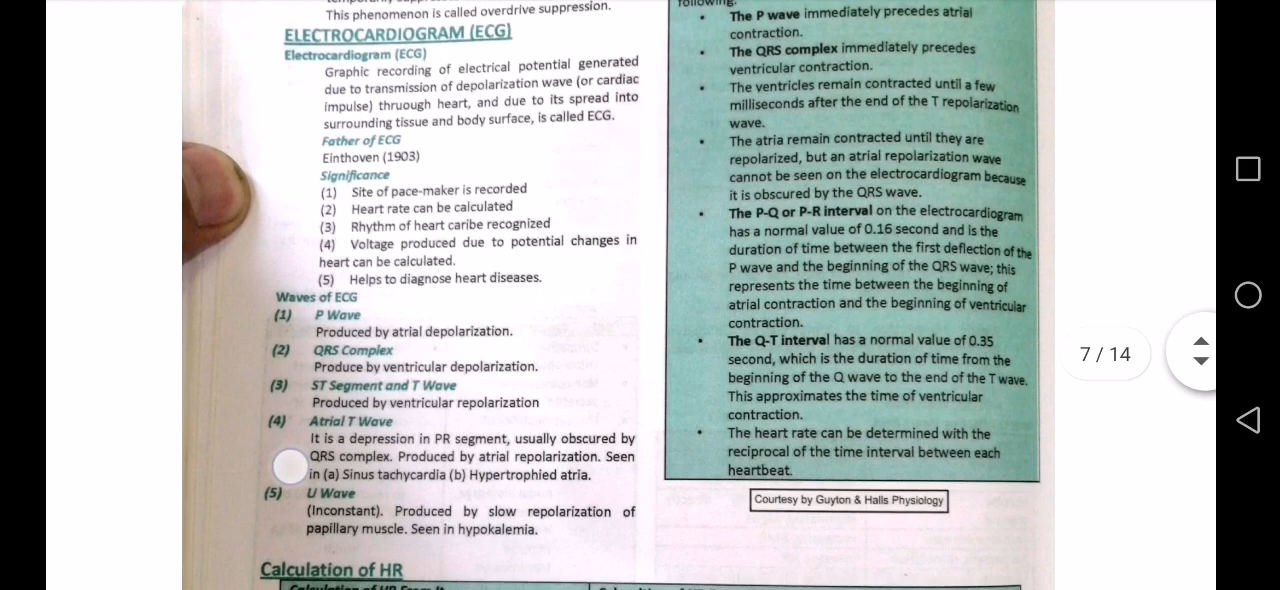 This phenomenon is called overdrive suppression.
ELECTROCARDIOGRAM (ECG)
Electrocardiogram (ECG)
Graphic recording of electrical potential generated
due to transmission of depolarization wave (or cardiac
impulse) thruough heart, and due to its spread into
surrounding tissue and body surface, is called ECG.
Father of ECG
Einthoven (1903)
Significance
(1) Site of pace-maker is recorded
(2) Heart rate can be calculated
(3) Rhythm of heart caribe recognized
(4) Voltage produced due to potential changes in
heart can be calculated.
(5) Helps to diagnose heart diseases.
Waves of ECG
(1) P Wave
Produced by atrial depolarization.
(2) QRS Complex
Produce by ventricular depolarization.
(3) ST Segment and T Wave
Produced by ventricular repolarization
(4) Atrial T Wave
It is a depression in PR segment, usually obscured by
QRS complex. Produced by atrial repolarization. Seen
in (a) Sinus tachycardia (b) Hypertrophied atria.
(5) U Wave
(Inconstant). Produced by slow repolarization of
papillary muscle. Seen in hypokalemia.
Calculation of HR
Calculation of HR From It
following:
• The P wave immediately precedes atrial
contraction.
• The QRS complex immediately precedes
ventricular contraction.
• The ventricles remain contracted until a few
milliseconds after the end of the T repolarization
wave.
• The atria remain contracted until they are
repolarized, but an atrial repolarization wave
cannot be seen on the electrocardiogram because
it is obscured by the QRS wave.
• The P-Q or P-R interval on the electrocardiogram
has a normal value of 0.16 second and is the
duration of time between the first deflection of the
P wave and the beginning of the QRS wave; this
represents the time between the beginning of
atrial contraction and the beginning of ventricular
contraction.
• The Q-T interval has a normal value of 0.35
second, which is the duration of time from the
beginning of the Q wave to the end of the T wave.
This approximates the time of ventricular
contraction.
• The heart rate can be determined with the
reciprocal of the time interval between each
heartbeat.
Courtesy by Guyton & Halls Physiology
7 / 14